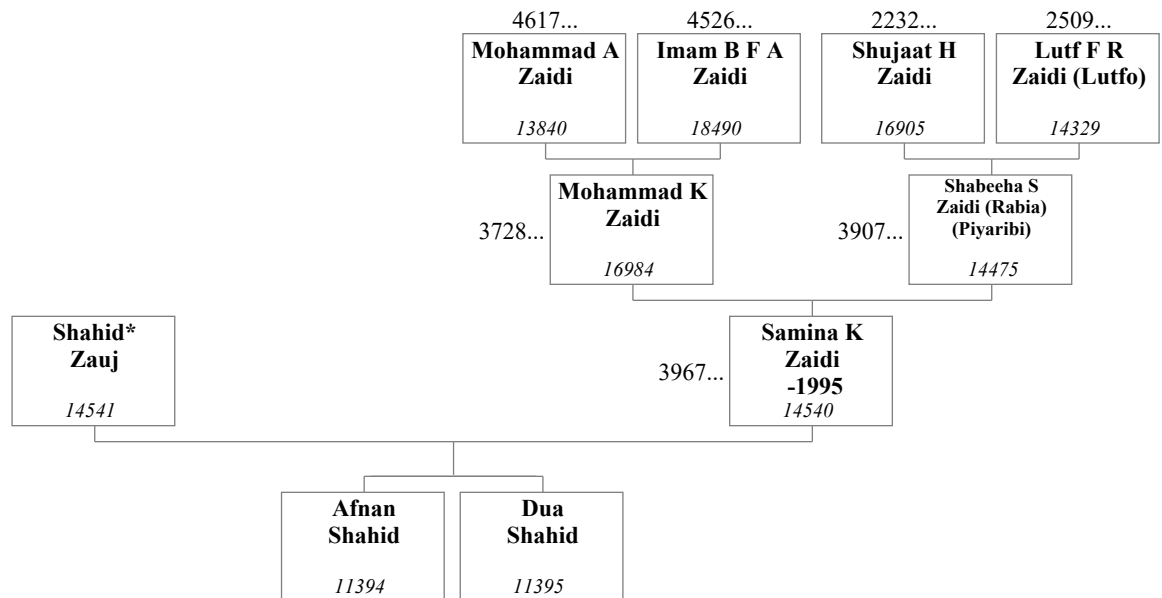 4617...
4526...
2232...
2509...
Mohammad A
Zaidi
13840
Imam B F A
Zaidi
18490
Shujaat H
Zaidi
16905
Lutf F R
Zaidi (Lutfo)
14329
3728...
Mohammad K
Zaidi
16984
3907...
Shabeeha S
Zaidi (Rabia)
(Piyaribi)
14475
Shahid*
Zauj
14541
3967...
Samina K
Zaidi
-1995
14540
Afnan
Shahid
11394
Dua
Shahid
11395